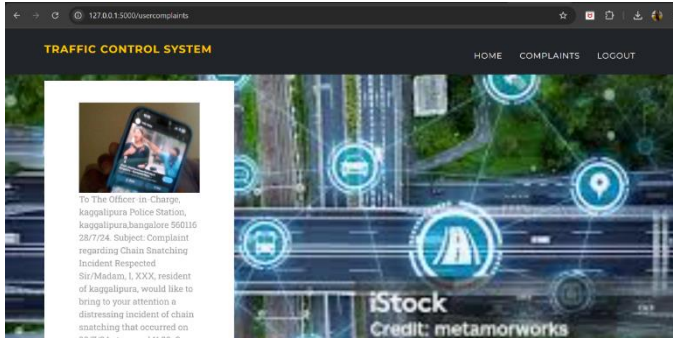 127.0.0.1:5000/usercomplaints
TRAFFIC CONTROL SYSTEM
HOME COMPLAINTS LOGOUT
To The Officer-in-Charge,
kaggalipura Police Station,
kaggalipura,bangalore 560116
28/7/24. Subject: Complaint
regarding Chain Snatching
Incident Respected
Sir/Madam, I, XXX, resident
of kaggalipura, would like to
bring to your attention a
distressing incident of chain
snatching that occurred on
iStock
Credit: metamorworks